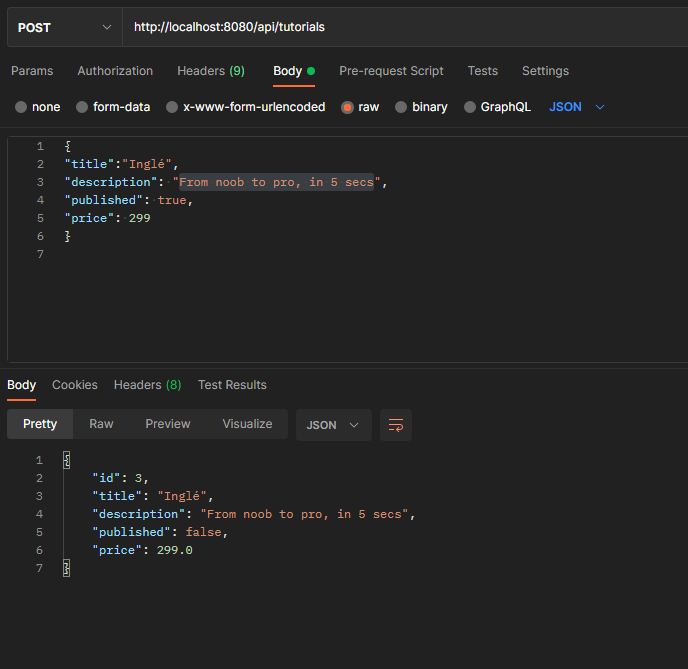 POST http://localhost:8080/api/tutorials
Params Authorization Headers (9) Body Pre-request Script Tests Settings
none form-data x-www-form-urlencoded raw binary GraphQL JSON
1 {
2 "title":"Inglé",
3 "description": "From noob to pro, in 5 secs",
4 "published": true,
5 "price": 299
6 }
7
Body Cookies Headers (8) Test Results
Pretty Raw Preview Visualize JSON
1 {
2 "id": 3,
3 "title": "Inglé",
4 "description": "From noob to pro, in 5 secs",
5 "published": false,
6 "price": 299.0
7 }